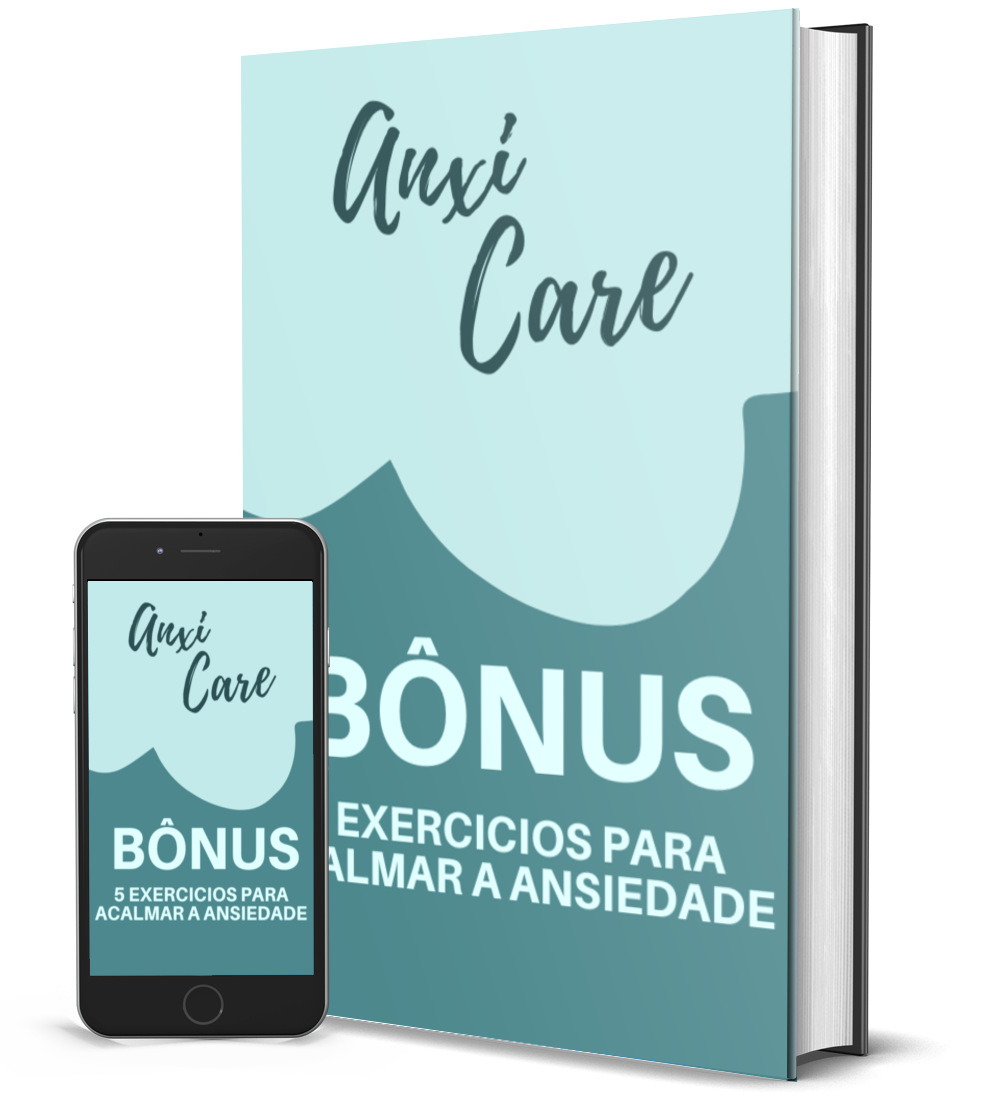 Anxi
Care
BÔNUS
EXERCICIOS PARA
ALMAR A ANSIEDADE
Anxi
Care
BÔNUS
5 EXERCICIOS PARA
ACALMAR A ANSIEDADE